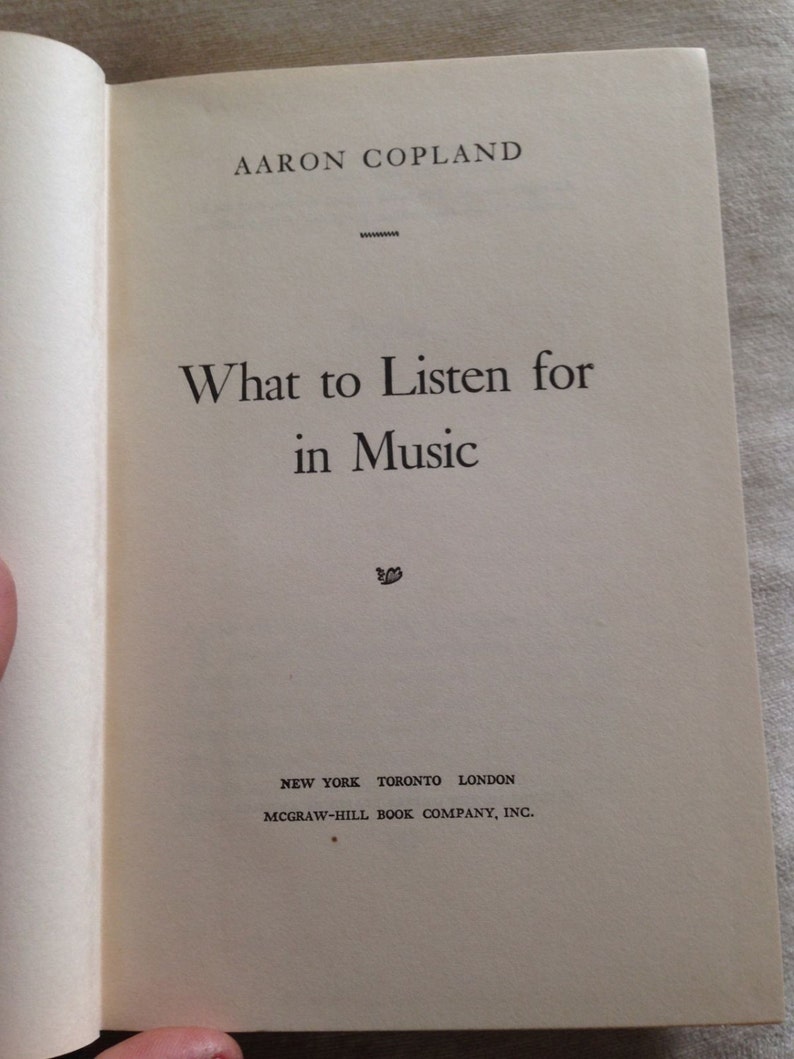 AARON COPLAND
What to Listen for
in Music
NEW YORK TORONTO LONDON
MCGRAW-HILL BOOK COMPANY, INC.